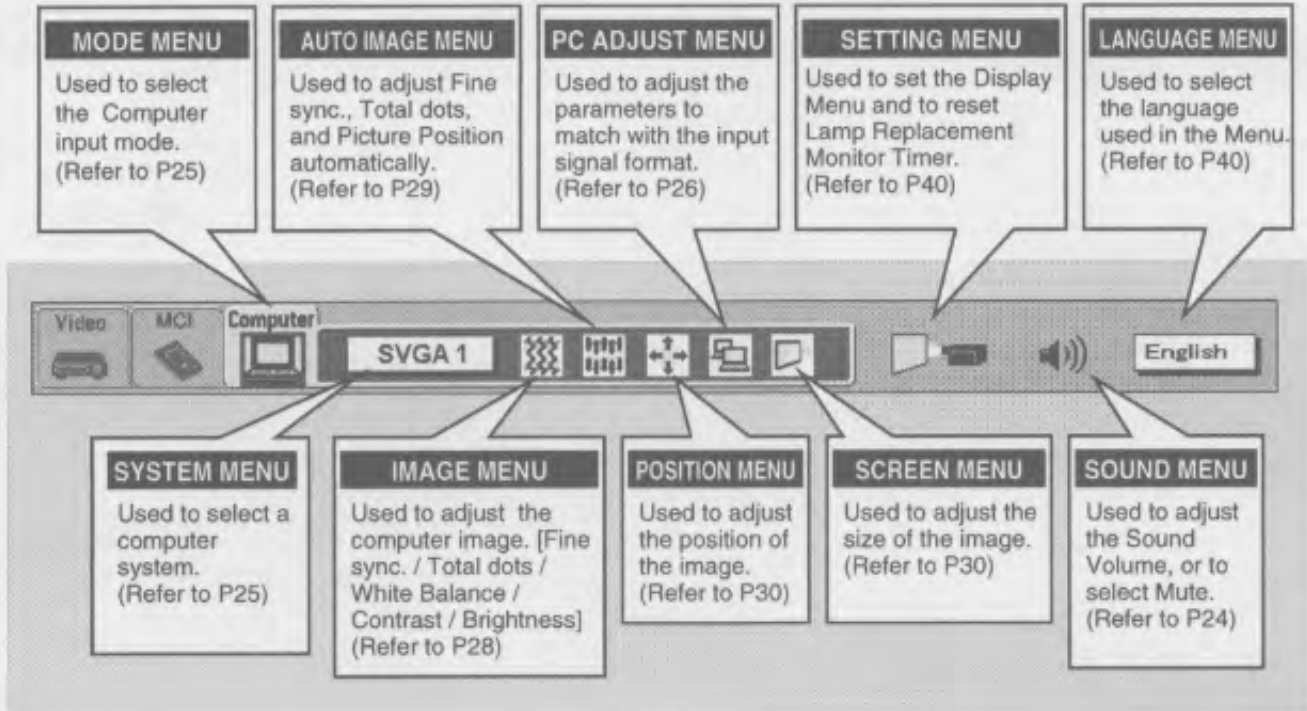 MODE MENU
Used to select
the Computer
input mode.
(Refer to P25)
AUTO IMAGE MENU
Used to adjust Fine
sync., Total dots,
and Picture Position
automatically.
(Refer to P29)
PC ADJUST MENU
Used to adjust the
parameters to
match with the input
signal format.
(Refer to P26)
SETTING MENU
Used to set the Display
Menu and to reset
Lamp Replacement
Monitor Timer.
(Refer to P40)
LANGUAGE MENU
Used to select
the language
used in the Menu.
(Refer to P40)
Video
MCI
Computer
SVGA 1
English
SYSTEM MENU
Used to select a
computer
system.
(Refer to P25)
IMAGE MENU
Used to adjust the
computer image. [Fine
sync. / Total dots /
White Balance /
Contrast / Brightness]
(Refer to P28)
POSITION MENU
Used to adjust
the position of
the image.
(Refer to P30)
SCREEN MENU
Used to adjust the
size of the image.
(Refer to P30)
SOUND MENU
Used to adjust
the Sound
Volume, or to
select Mute.
(Refer to P24)